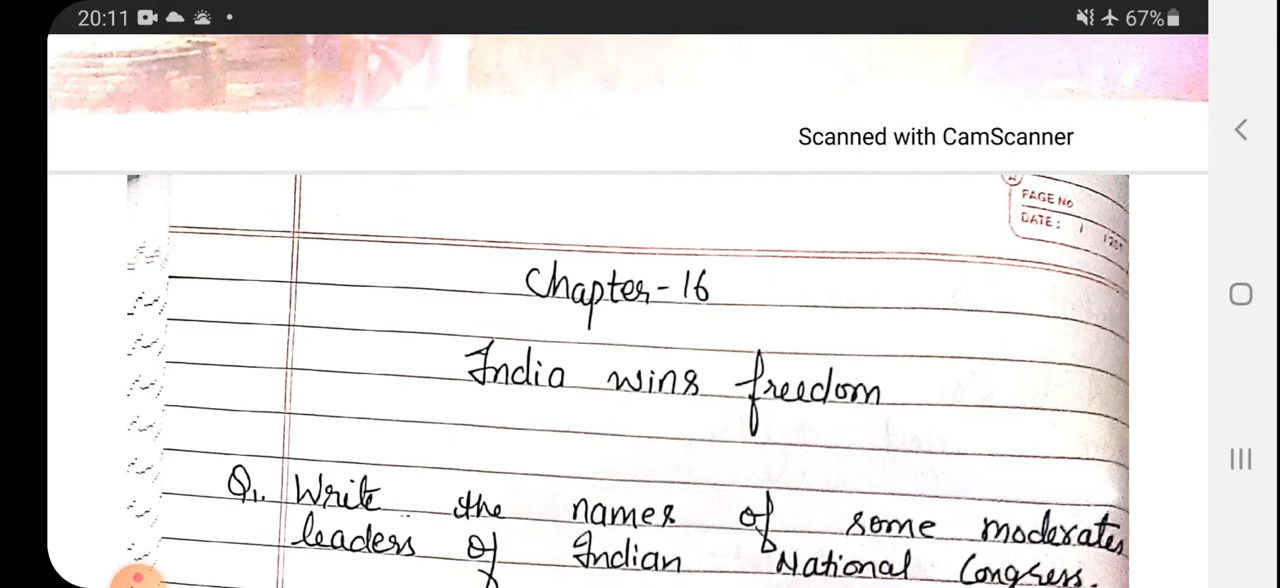 20:11
67%
Scanned with CamScanner
PAGE No
DATE :
Chapter-16
India wins freedom
Q1. Write the names of some moderates
leaders of Indian National Congress.